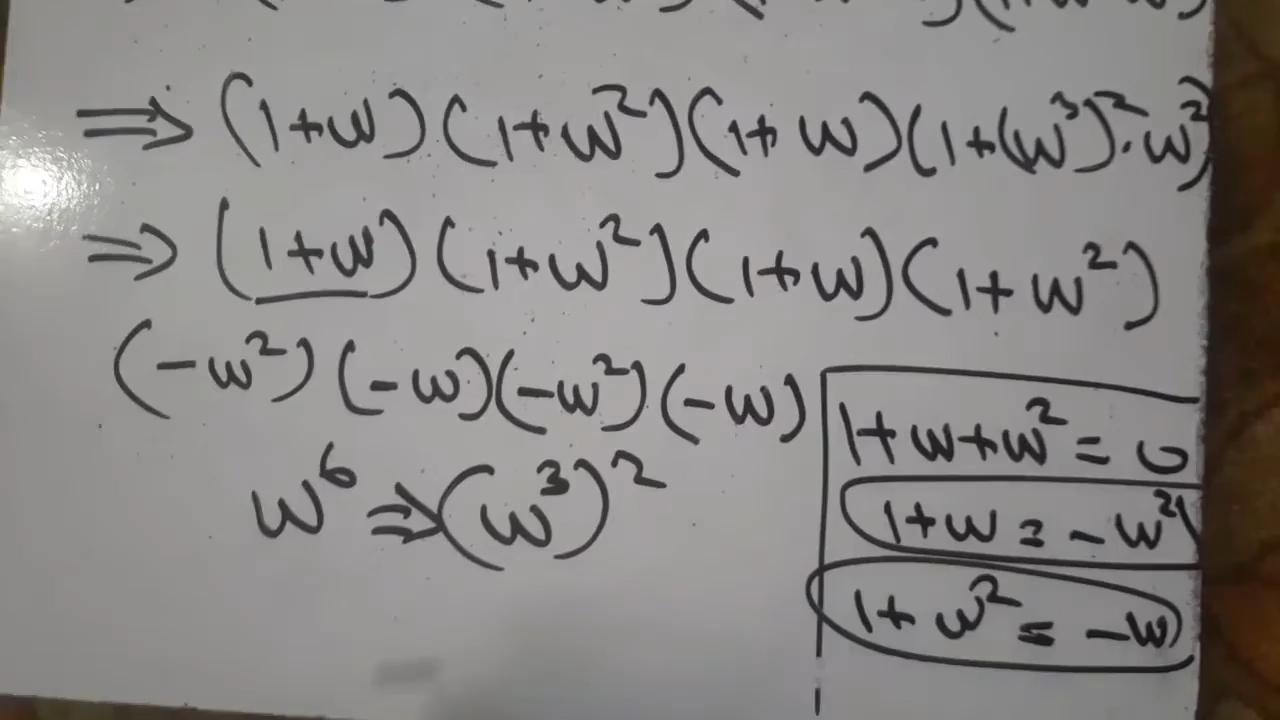 ⇒ (1+w)(1+w²)(1+w)(1+(w³)²·w²)
⇒ (1+w)(1+w²)(1+w)(1+w²)
(-w²)(-w)(-w²)(-w)
w⁶ ⇒ (w³)²
1+w+w² = 0
1+w = -w²
1+w² = -w